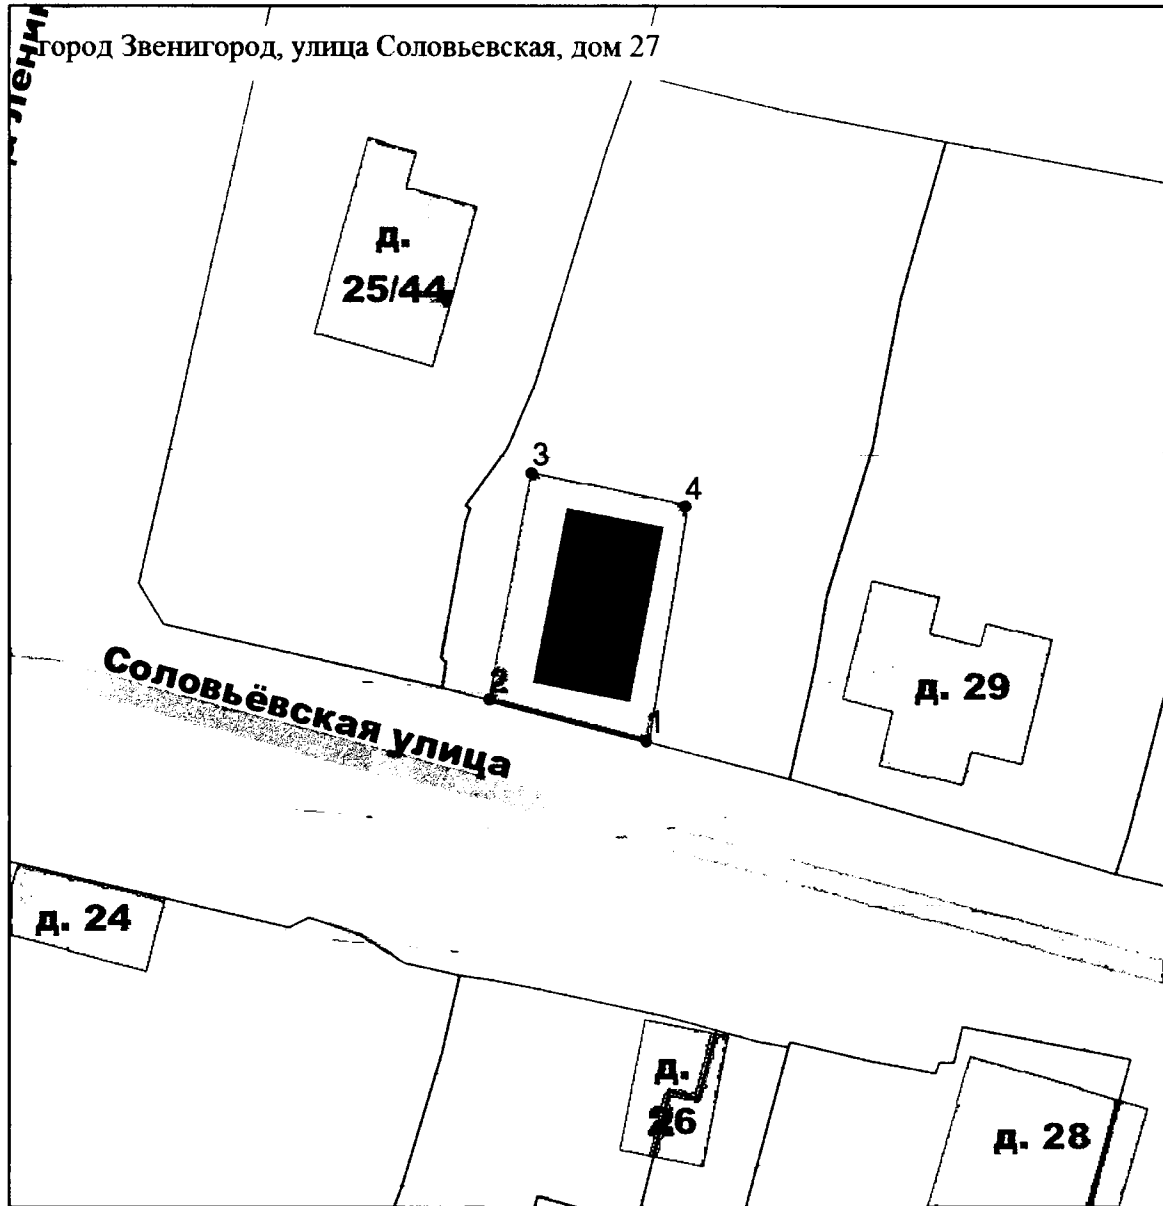 город Звенигород, улица Соловьевская, дом 27
д.
25/44
3
4
2
1
Соловьёвская улица
д. 29
д. 24
д.
26
д. 28